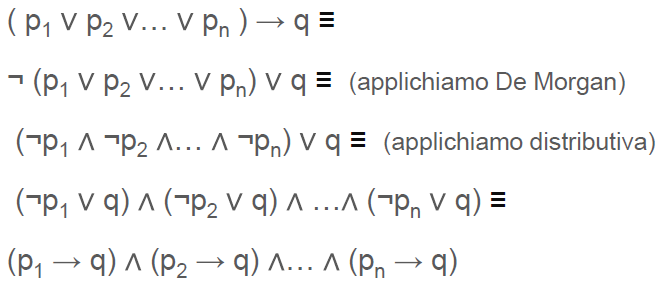 ( p₁ ∨ p₂ ∨… ∨ pₙ ) → q ≡
¬ (p₁ ∨ p₂ ∨… ∨ pₙ) ∨ q ≡ (applichiamo De Morgan)
(¬p₁ ∧ ¬p₂ ∧… ∧ ¬pₙ) ∨ q ≡ (applichiamo distributiva)
(¬p₁ ∨ q) ∧ (¬p₂ ∨ q) ∧ …∧ (¬pₙ ∨ q) ≡
(p₁ → q) ∧ (p₂ → q) ∧… ∧ (pₙ → q)